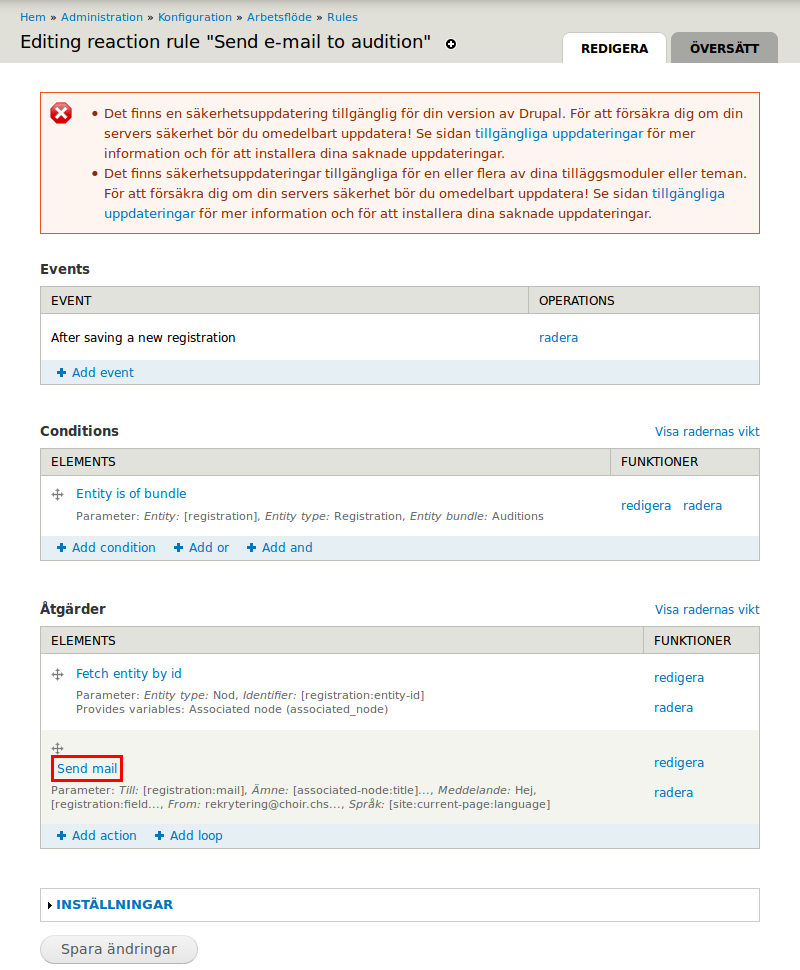 Hem » Administration » Konfiguration » Arbetsflöde » Rules
Editing reaction rule "Send e-mail to audition"
REDIGERA
ÖVERSÄTT
• Det finns en säkerhetsuppdatering tillgänglig för din version av Drupal. För att försäkra dig om din
servers säkerhet bör du omedelbart uppdatera! Se sidan tillgängliga uppdateringar för mer
information och för att installera dina saknade uppdateringar.
• Det finns säkerhetsuppdateringar tillgängliga för en eller flera av dina tilläggsmoduler eller teman.
För att försäkra dig om din servers säkerhet bör du omedelbart uppdatera! Se sidan tillgängliga
uppdateringar för mer information och för att installera dina saknade uppdateringar.
Events
EVENT OPERATIONS
After saving a new registration radera
Add event
Conditions Visa radernas vikt
ELEMENTS FUNKTIONER
Entity is of bundle
redigera radera
Parameter: Entity: [registration], Entity type: Registration, Entity bundle: Auditions
Add condition Add or Add and
Åtgärder Visa radernas vikt
ELEMENTS FUNKTIONER
Fetch entity by id
redigera
Parameter: Entity type: Nod, Identifier: [registration:entity-id]
Provides variables: Associated node (associated_node)
radera
Send mail
redigera
Parameter: Till: [registration:mail], Ämne: [associated-node:title]..., Meddelande: Hej,
radera
[registration:field..., From: rekrytering@choir.chs..., Språk: [site:current-page:language]
Add action Add loop
INSTÄLLNINGAR
Spara ändringar